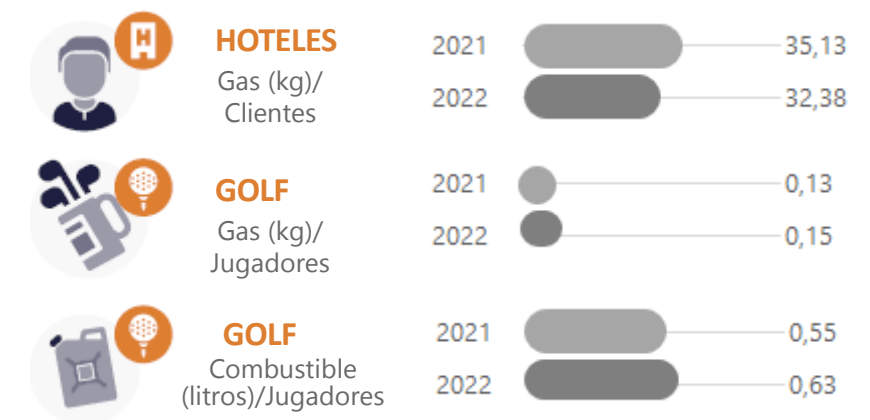 HOTELES
Gas (kg)/
Clientes
2021 35,13
2022 32,38
GOLF
Gas (kg)/
Jugadores
2021 0,13
2022 0,15
GOLF
Combustible
(litros)/Jugadores
2021 0,55
2022 0,63